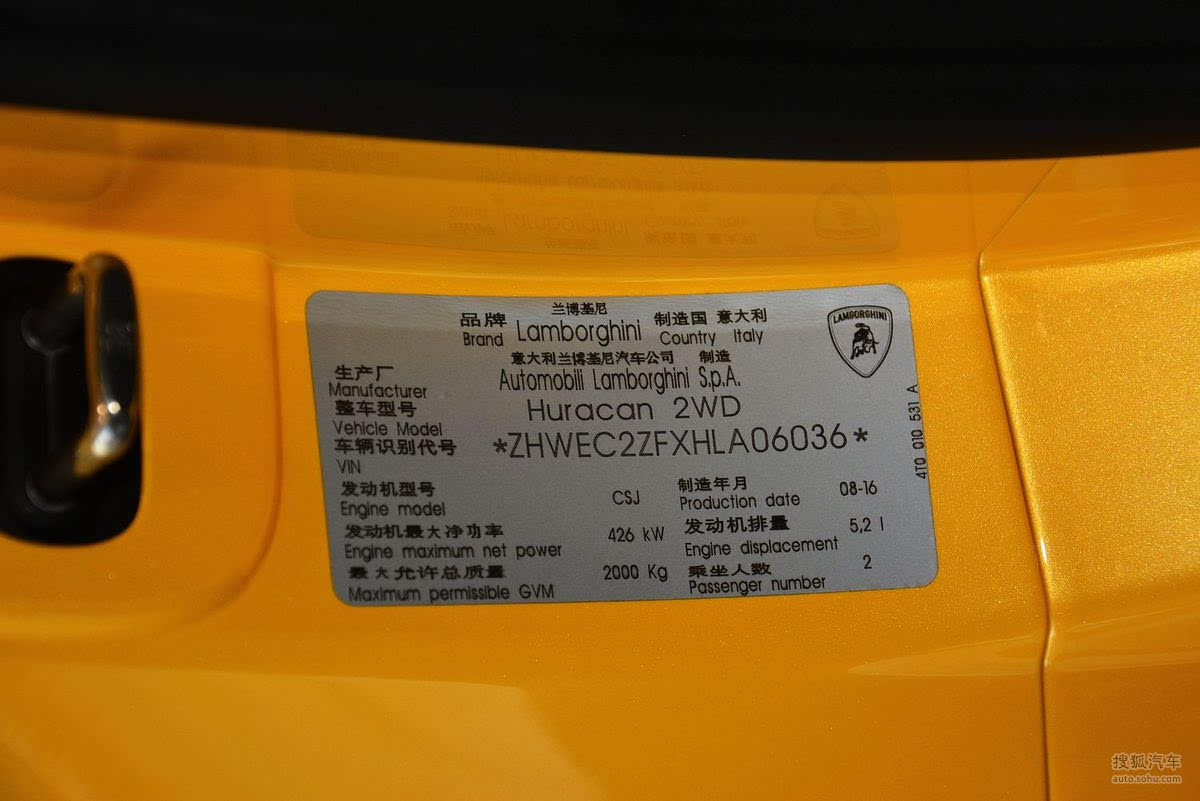 兰博基尼
品牌 Lamborghini 制造国 意大利
Brand Country Italy
LAMBORGHINI
意大利兰博基尼汽车公司 制造
生产厂 Automobili Lamborghini S.p.A.
Manufacturer
整车型号 Huracan 2WD
Vehicle Model
车辆识别代号 *ZHWEC2ZFXHLA06036*
VIN
发动机型号 CSJ 制造年月 08-16
Engine model Production date
发动机最大净功率 426 kW 发动机排量 5,2 l
Engine maximum net power Engine displacement
最大允许总质量 2000 Kg 乘坐人数 2
Maximum permissible GVM Passenger number
4T0 010 531 A
搜狐汽车
auto.sohu.com